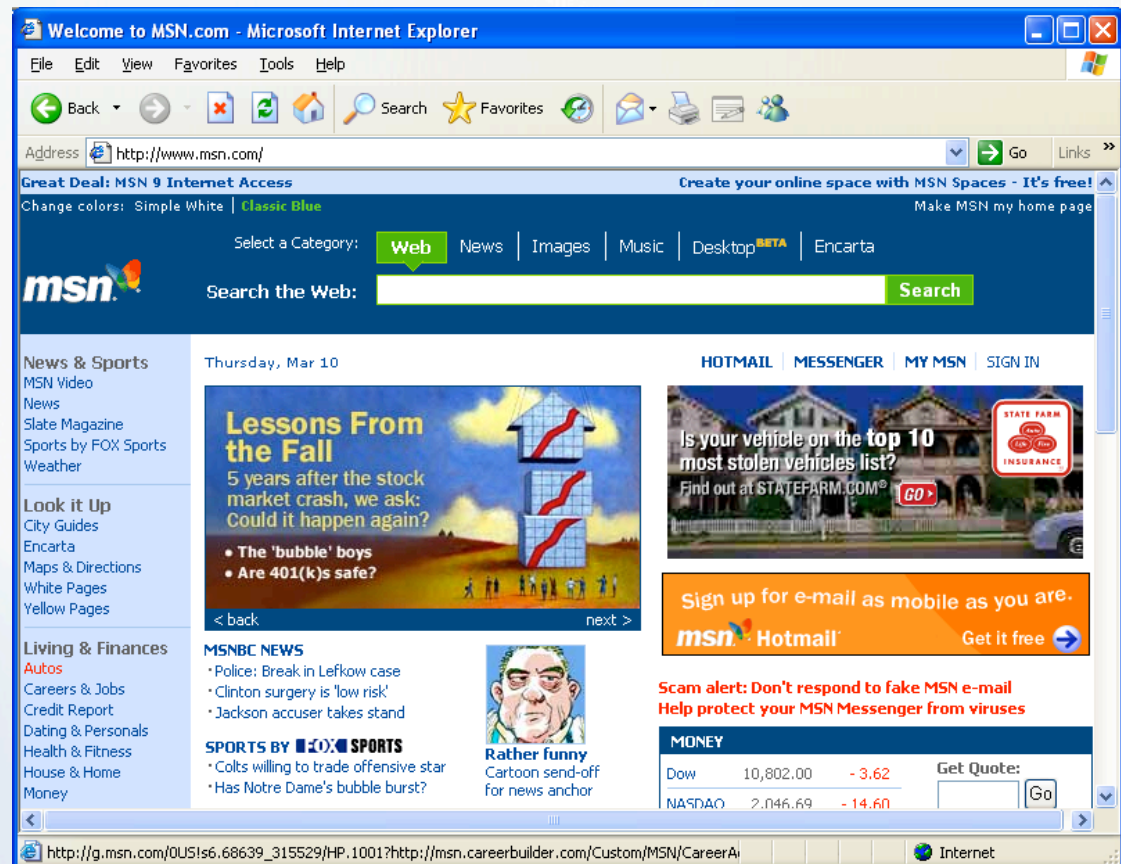 Welcome to MSN.com - Microsoft Internet Explorer
File Edit View Favorites Tools Help
Back Search Favorites
Address http://www.msn.com/ Go Links »
Great Deal: MSN 9 Internet Access Create your online space with MSN Spaces - It's free!
Change colors: Simple White | Classic Blue Make MSN my home page
Select a Category: Web News | Images | Music | Desktop BETA | Encarta
msn Search the Web: Search
News & Sports
MSN Video
News
Slate Magazine
Sports by FOX Sports
Weather
Look it Up
City Guides
Encarta
Maps & Directions
White Pages
Yellow Pages
Living & Finances
Autos
Careers & Jobs
Credit Report
Dating & Personals
Health & Fitness
House & Home
Money
Thursday, Mar 10
HOTMAIL | MESSENGER | MY MSN | SIGN IN
Lessons From
the Fall
5 years after the stock
market crash, we ask:
Could it happen again?
• The 'bubble' boys
• Are 401(k)s safe?
< back next >
Is your vehicle on the top 10
most stolen vehicles list?
Find out at STATEFARM.COM® GO
STATE FARM
Auto
Life Fire
INSURANCE
Sign up for e-mail as mobile as you are.
msn Hotmail Get it free
MSNBC NEWS
· Police: Break in Lefkow case
· Clinton surgery is 'low risk'
· Jackson accuser takes stand
SPORTS BY FOX SPORTS
· Colts willing to trade offensive star
· Has Notre Dame's bubble burst?
Rather funny
Cartoon send-off
for news anchor
Scam alert: Don't respond to fake MSN e-mail
Help protect your MSN Messenger from viruses
MONEY
Dow 10,802.00 - 3.62 Get Quote:
NASDAQ 2,046.69 - 14.60 Go
http://g.msn.com/0US!s6.68639_315529/HP.1001?http://msn.careerbuilder.com/Custom/MSN/CareerA Internet